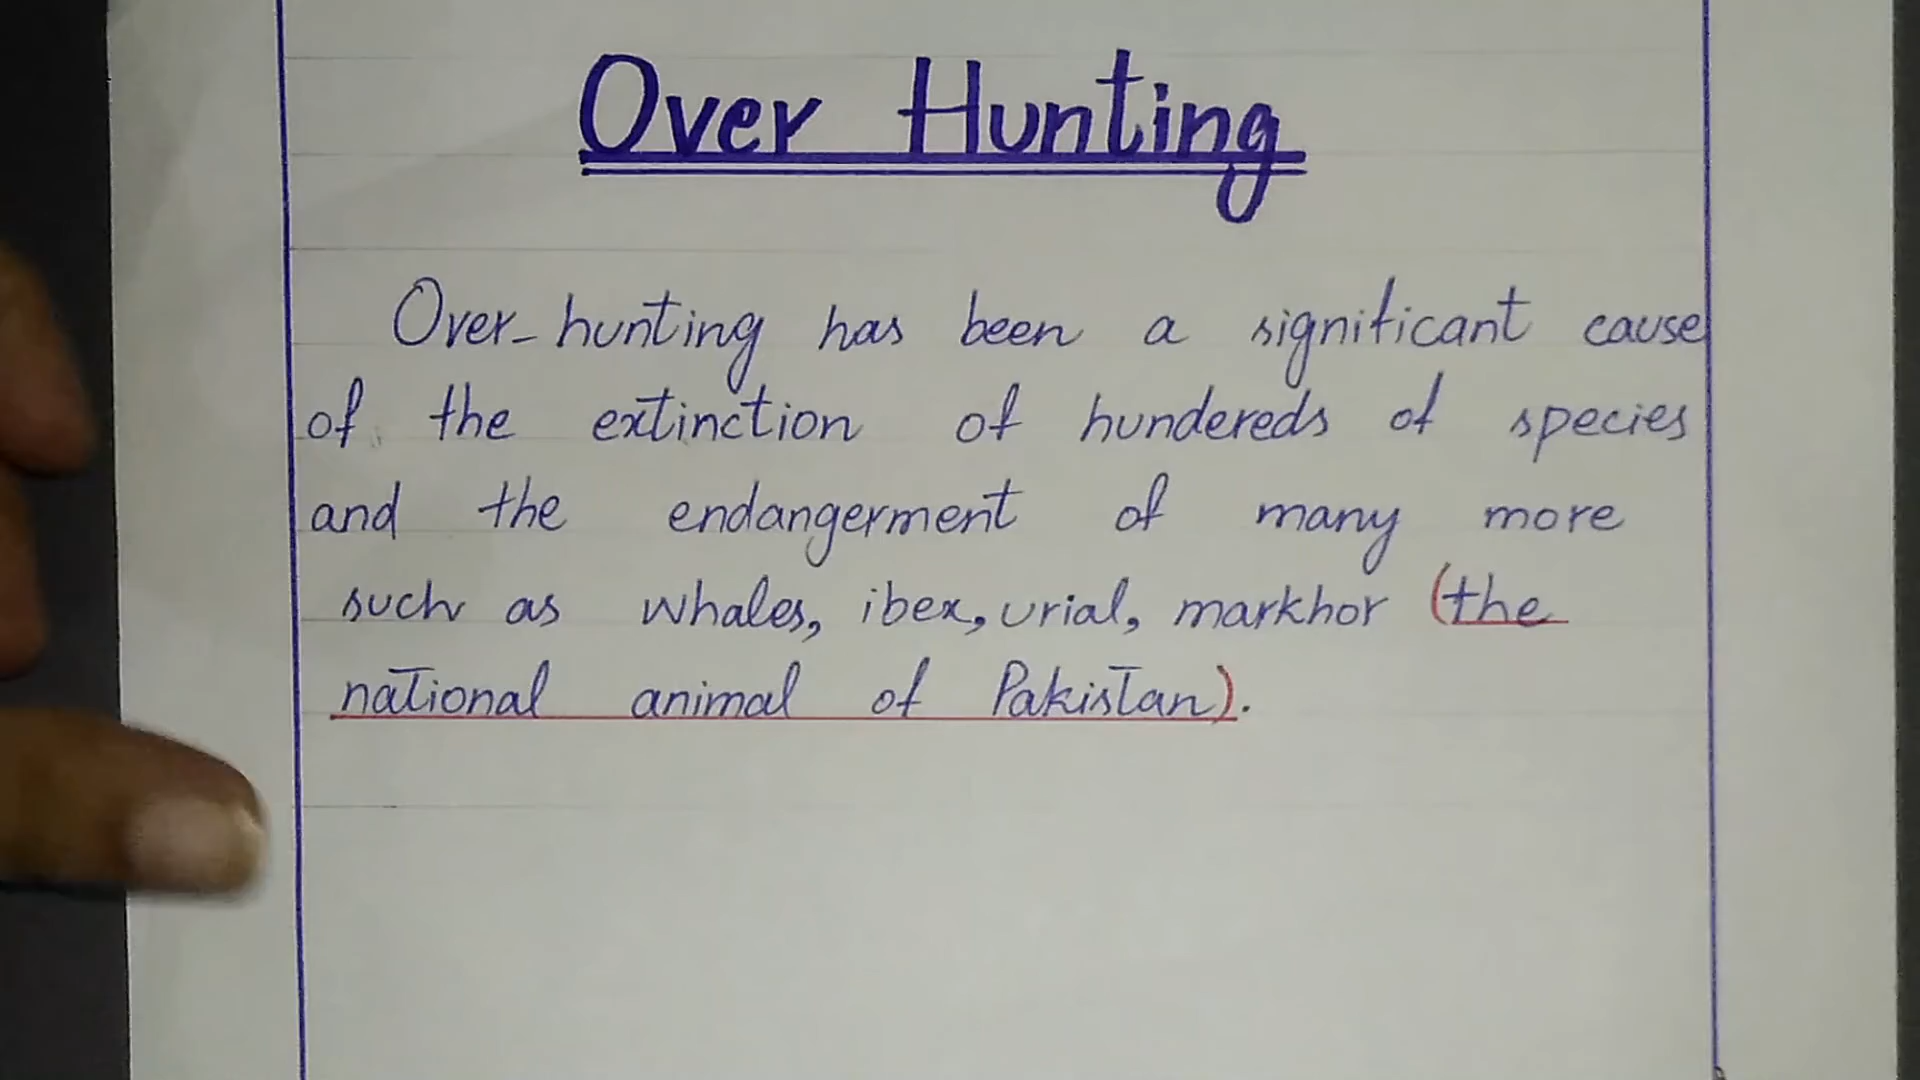 Over Hunting
Over-hunting has been a significant cause
of the extinction of hundereds of species
and the endangerment of many more
such as whales, ibex, urial, markhor (the
national animal of Pakistan).